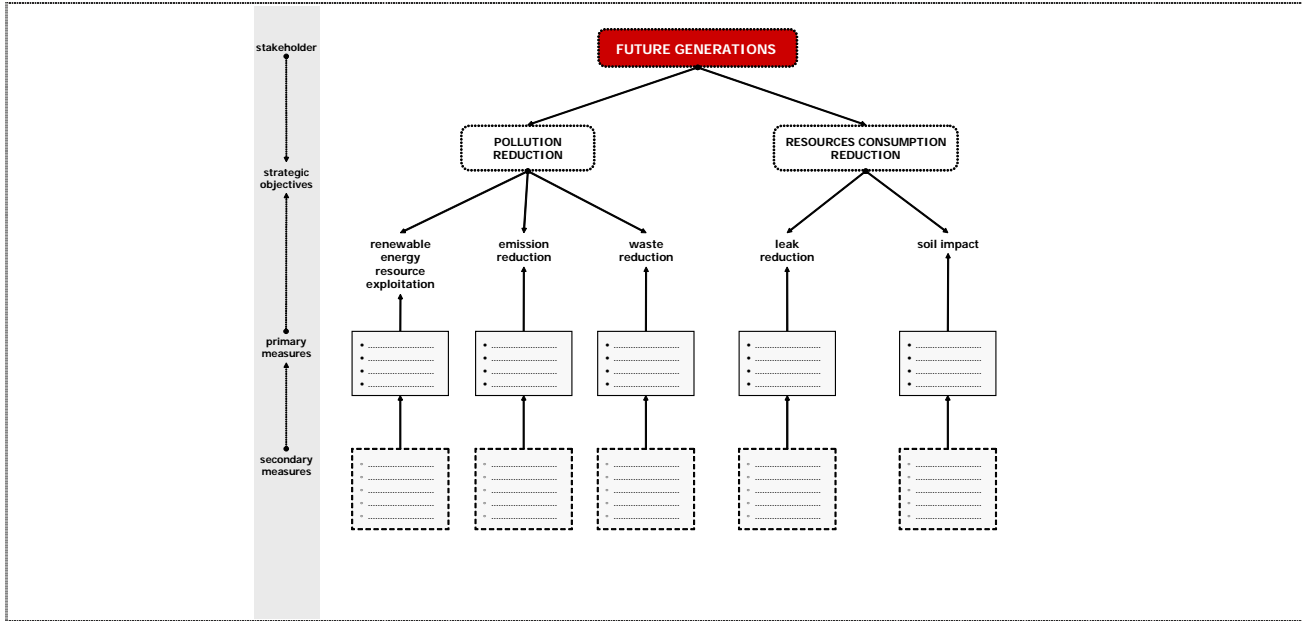 stakeholder
FUTURE GENERATIONS
POLLUTION
REDUCTION
RESOURCES CONSUMPTION
REDUCTION
strategic
objectives
renewable
energy
resource
exploitation
emission
reduction
waste
reduction
leak
reduction
soil impact
primary
measures
secondary
measures